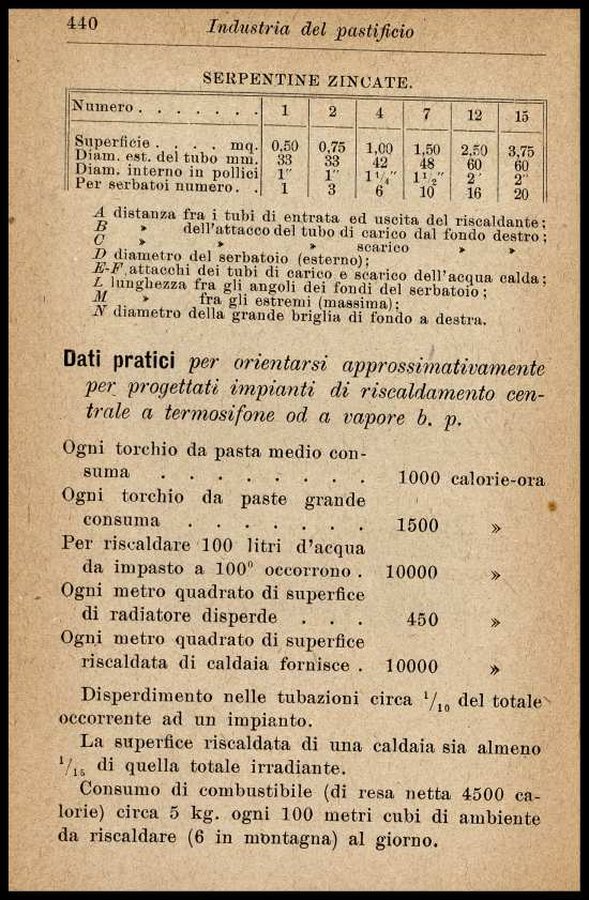 440 Industria del pastificio
SERPENTINE ZINCATE.
Numero . . . . . . . 1 2 4 7 12 15
Superficie . . . . mq. 0,50 0,75 1,00 1,50 2,50 3,75
Diam. est. del tubo mm. 33 33 42 48 60 60
Diam. interno in pollici 1" 1" 1 1/4" 1 1/2" 2" 2"
Per serbatoi numero. . 1 3 6 10 16 20
A distanza fra i tubi di entrata ed uscita del riscaldante;
B » dell'attacco del tubo di carico dal fondo destro;
C » » » scarico » »
D diametro del serbatoio (esterno);
E-F attacchi dei tubi di carico e scarico dell'acqua calda;
L lunghezza fra gli angoli dei fondi del serbatoio;
M » fra gli estremi (massima);
N diametro della grande briglia di fondo a destra.
Dati pratici per orientarsi approssimativamente
per progettati impianti di riscaldamento cen-
trale a termosifone od a vapore b. p.
Ogni torchio da pasta medio con-
suma . . . . . . . . 1000 calorie-ora
Ogni torchio da paste grande
consuma . . . . . . . 1500 »
Per riscaldare 100 litri d'acqua
da impasto a 100° occorrono . 10000 »
Ogni metro quadrato di superfice
di radiatore disperde . . . 450 »
Ogni metro quadrato di superfice
riscaldata di caldaia fornisce . 10000 »
Disperdimento nelle tubazioni circa 1/10 del totale
occorrente ad un impianto.
La superfice riscaldata di una caldaia sia almeno
1/15 di quella totale irradiante.
Consumo di combustibile (di resa netta 4500 ca-
lorie) circa 5 kg. ogni 100 metri cubi di ambiente
da riscaldare (6 in montagna) al giorno.